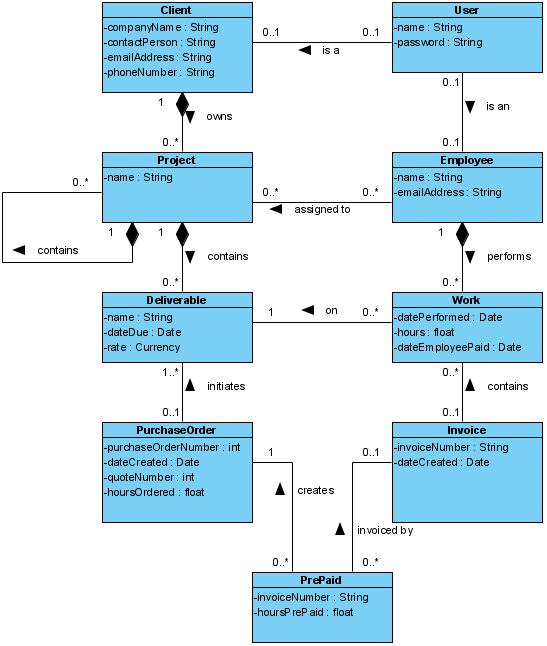 Client
-companyName : String
-contactPerson : String
-emailAddress : String
-phoneNumber : String
User
-name : String
-password : String
0..1
0..1
is a
1
owns
0..*
0..1
is an
0..1
Project
-name : String
Employee
-name : String
-emailAddress : String
0..*
0..*
0..*
assigned to
contains
1
1
contains
0..*
1
performs
0..*
Deliverable
-name : String
-dateDue : Date
-rate : Currency
Work
-datePerformed : Date
-hours : float
-dateEmployeePaid : Date
on
1
0..*
1..*
initiates
0..1
0..*
contains
0..1
PurchaseOrder
-purchaseOrderNumber : int
-dateCreated : Date
-quoteNumber : int
-hoursOrdered : float
Invoice
-invoiceNumber : String
-dateCreated : Date
1
0..1
creates
invoiced by
0..*
0..*
PrePaid
-invoiceNumber : String
-hoursPrePaid : float